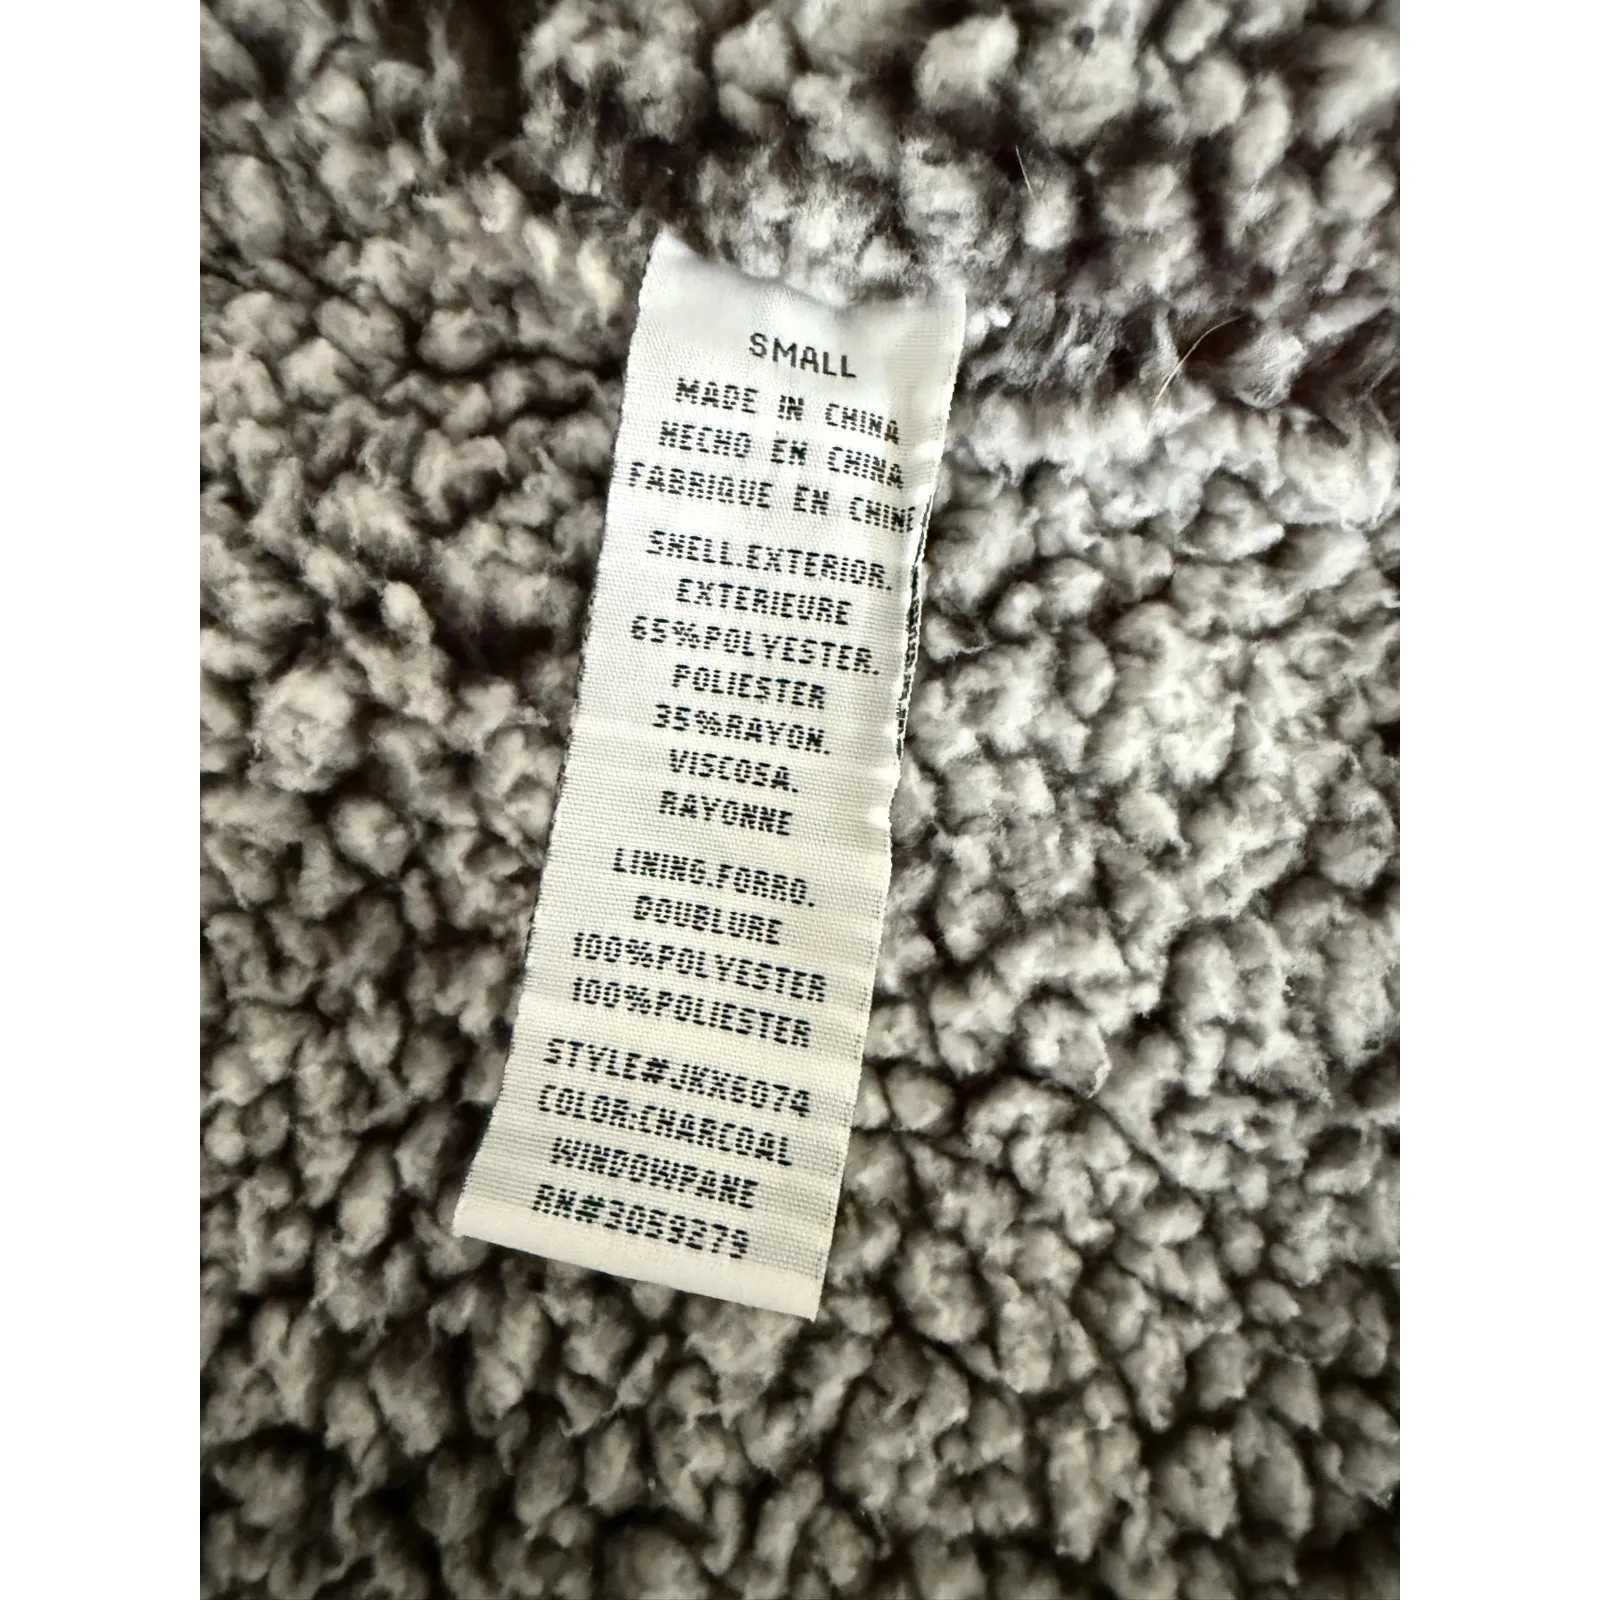 SMALL
MADE IN CHINA
HECHO EN CHINA
FABRIQUE EN CHINE
SHELL.EXTERIOR.
EXTERIEURE
65%POLYESTER.
POLIESTER
35%RAYON.
VISCOSA.
RAYONNE
LINING.FORRO.
DOUBLURE
100%POLYESTER
100%POLIESTER
STYLE#JKX6074
COLOR:CHARCOAL
WINDOWPANE
RN#3059279